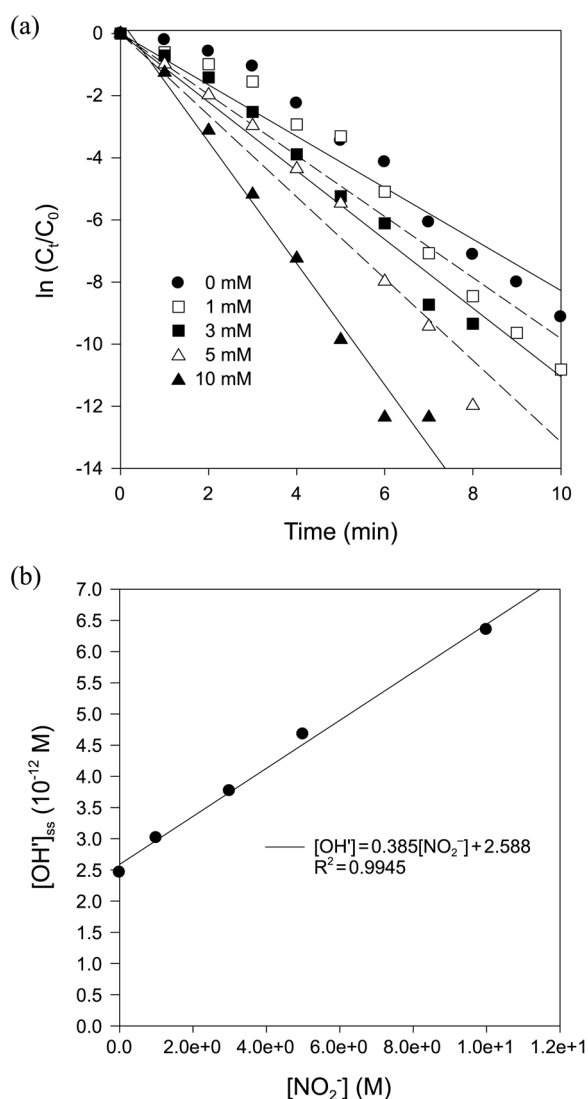 (a)
0
-2
-4
-6
-8
-10
-12
-14
ln (Cₜ/C₀)
0 mM
1 mM
3 mM
5 mM
10 mM
0 2 4 6 8 10
Time (min)
(b)
7.0
6.5
6.0
5.5
5.0
4.5
4.0
3.5
3.0
2.5
2.0
1.5
1.0
0.5
0.0
[OH']ss (10⁻¹² M)
[OH']=0.385[NO₂⁻]+2.588
R²=0.9945
0.0 2.0e+0 4.0e+0 6.0e+0 8.0e+0 1.0e+1 1.2e+1
[NO₂⁻] (M)